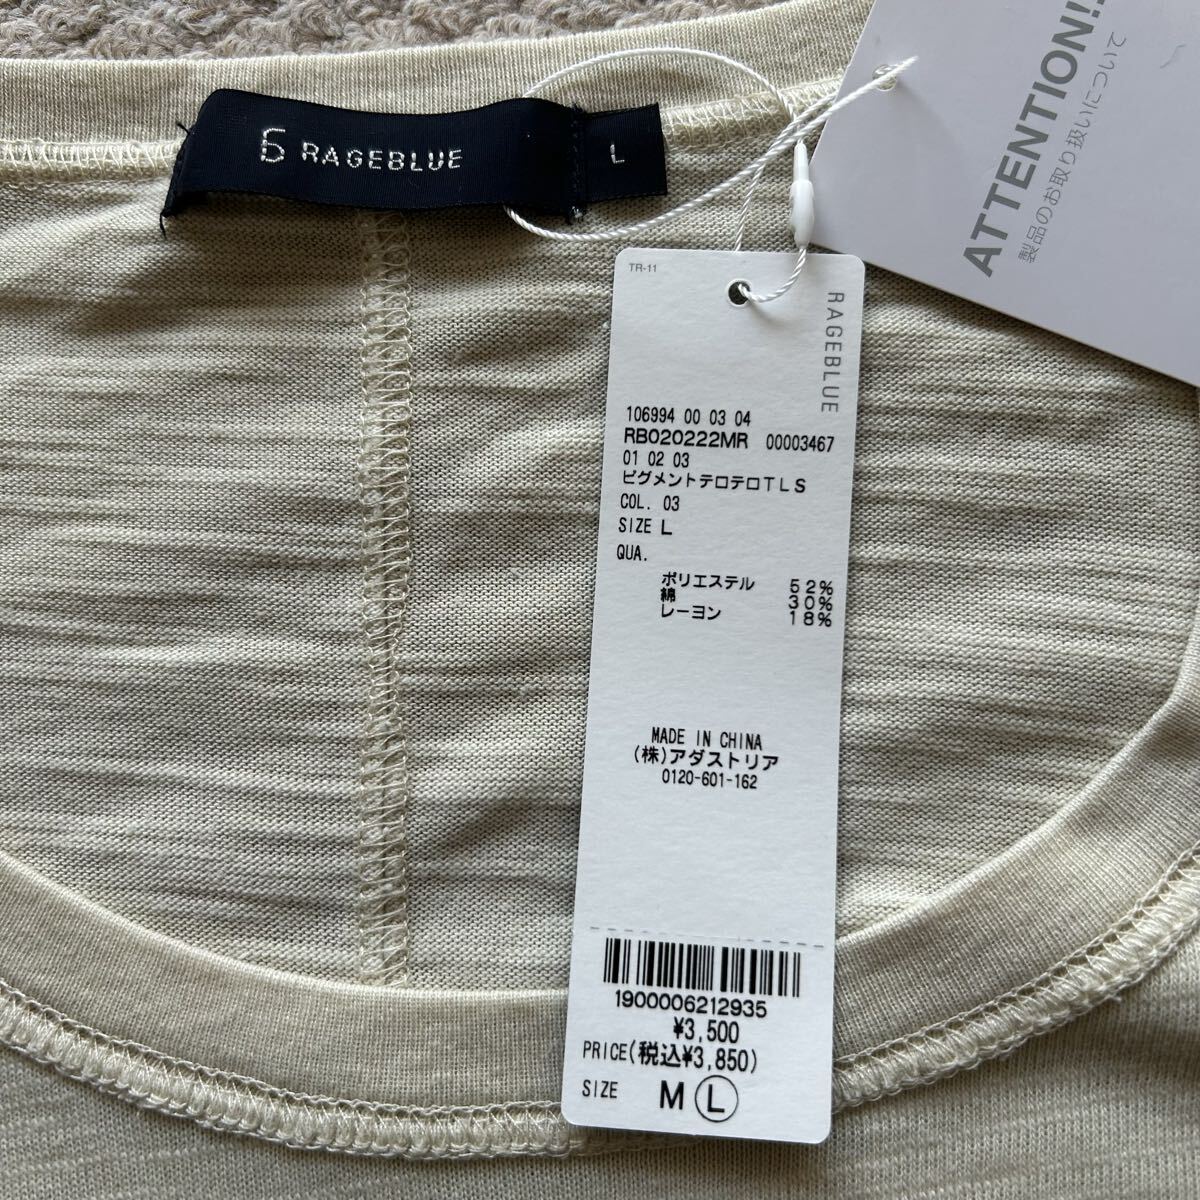 RAGEBLUE
L
ATTENTION!
製品のお取り扱いについて
TR-11
RAGEBLUE
106994 00 03 04
RB020222MR 00003467
01 02 03
ピグメントテロテロTLS
COL. 03
SIZE L
QUA.
ポリエステル 52%
綿 30%
レーヨン 18%
MADE IN CHINA
(株)アダストリア
0120-601-162
1900006212935
¥3,500
PRICE(税込¥3,850)
SIZE M L